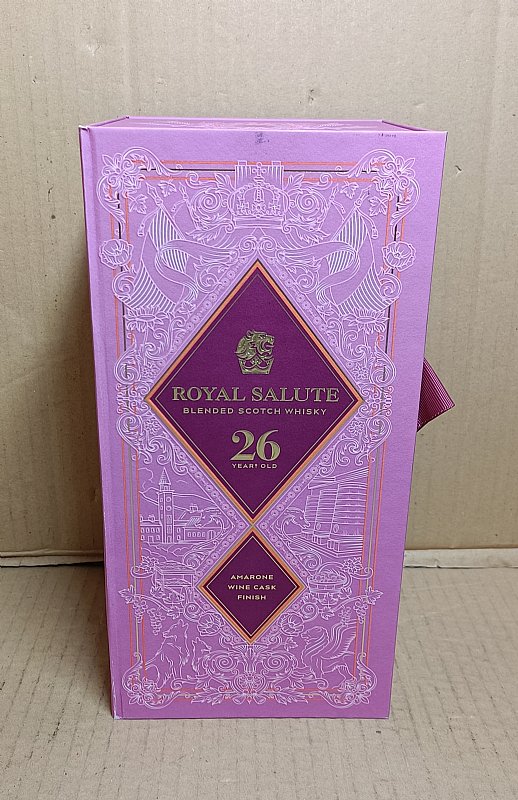 ROYAL SALUTE
BLENDED SCOTCH WHISKY
26
YEARS OLD
AMARONE
WINE CASK
FINISH